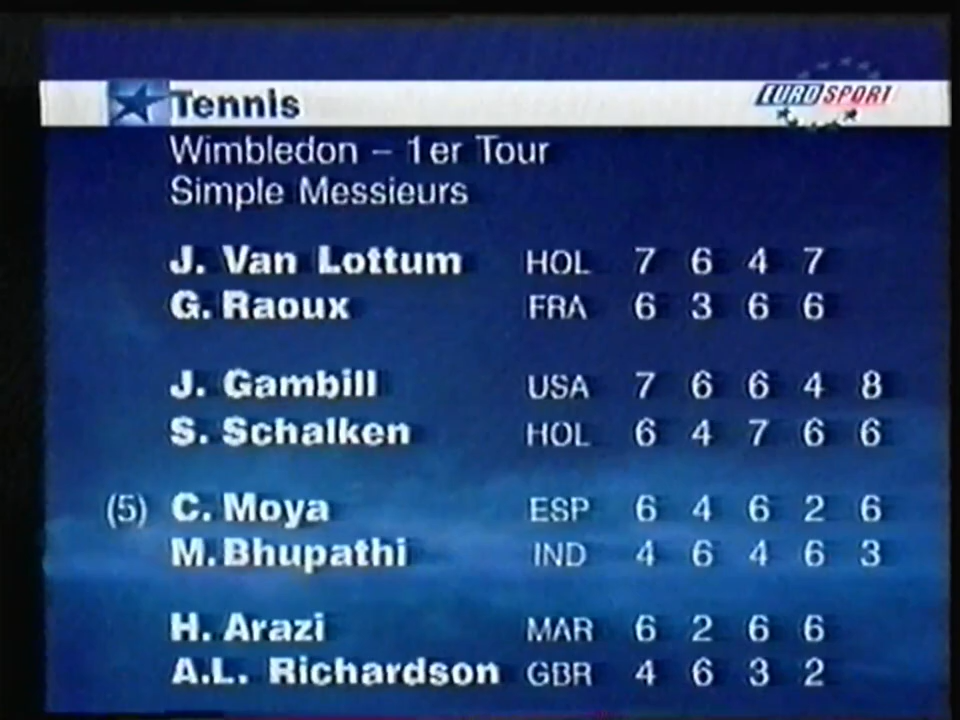 Tennis
EUROSPORT
Wimbledon – 1er Tour
Simple Messieurs
J. Van Lottum HOL 7 6 4 7
G. Raoux FRA 6 3 6 6
J. Gambill USA 7 6 6 4 8
S. Schalken HOL 6 4 7 6 6
(5) C. Moya ESP 6 4 6 2 6
M. Bhupathi IND 4 6 4 6 3
H. Arazi MAR 6 2 6 6
A.L. Richardson GBR 4 6 3 2